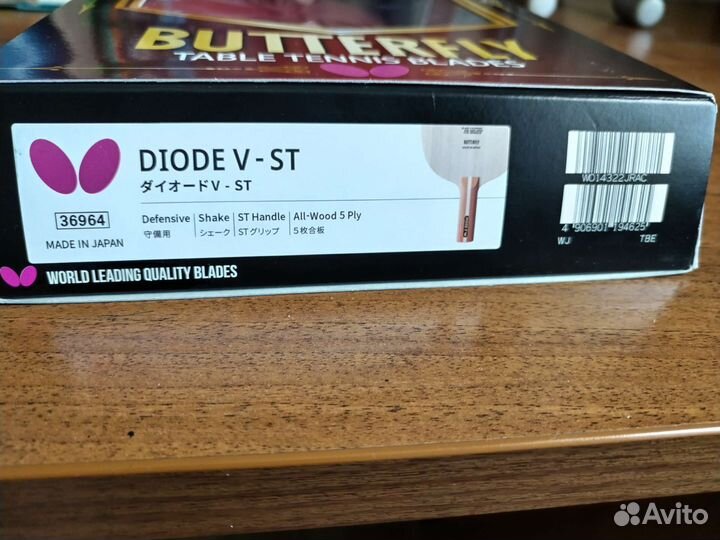 BUTTERFLY
TABLE TENNIS BLADES
DIODE V - ST
ダイオードV - ST
36964
MADE IN JAPAN
Defensive Shake ST Handle All-Wood 5 Ply
守備用 シェーク STグリップ 5枚合板
BUTTERFLY
WO14322JRAC
4 906901 194625
WJ TBE
WORLD LEADING QUALITY BLADES
Avito